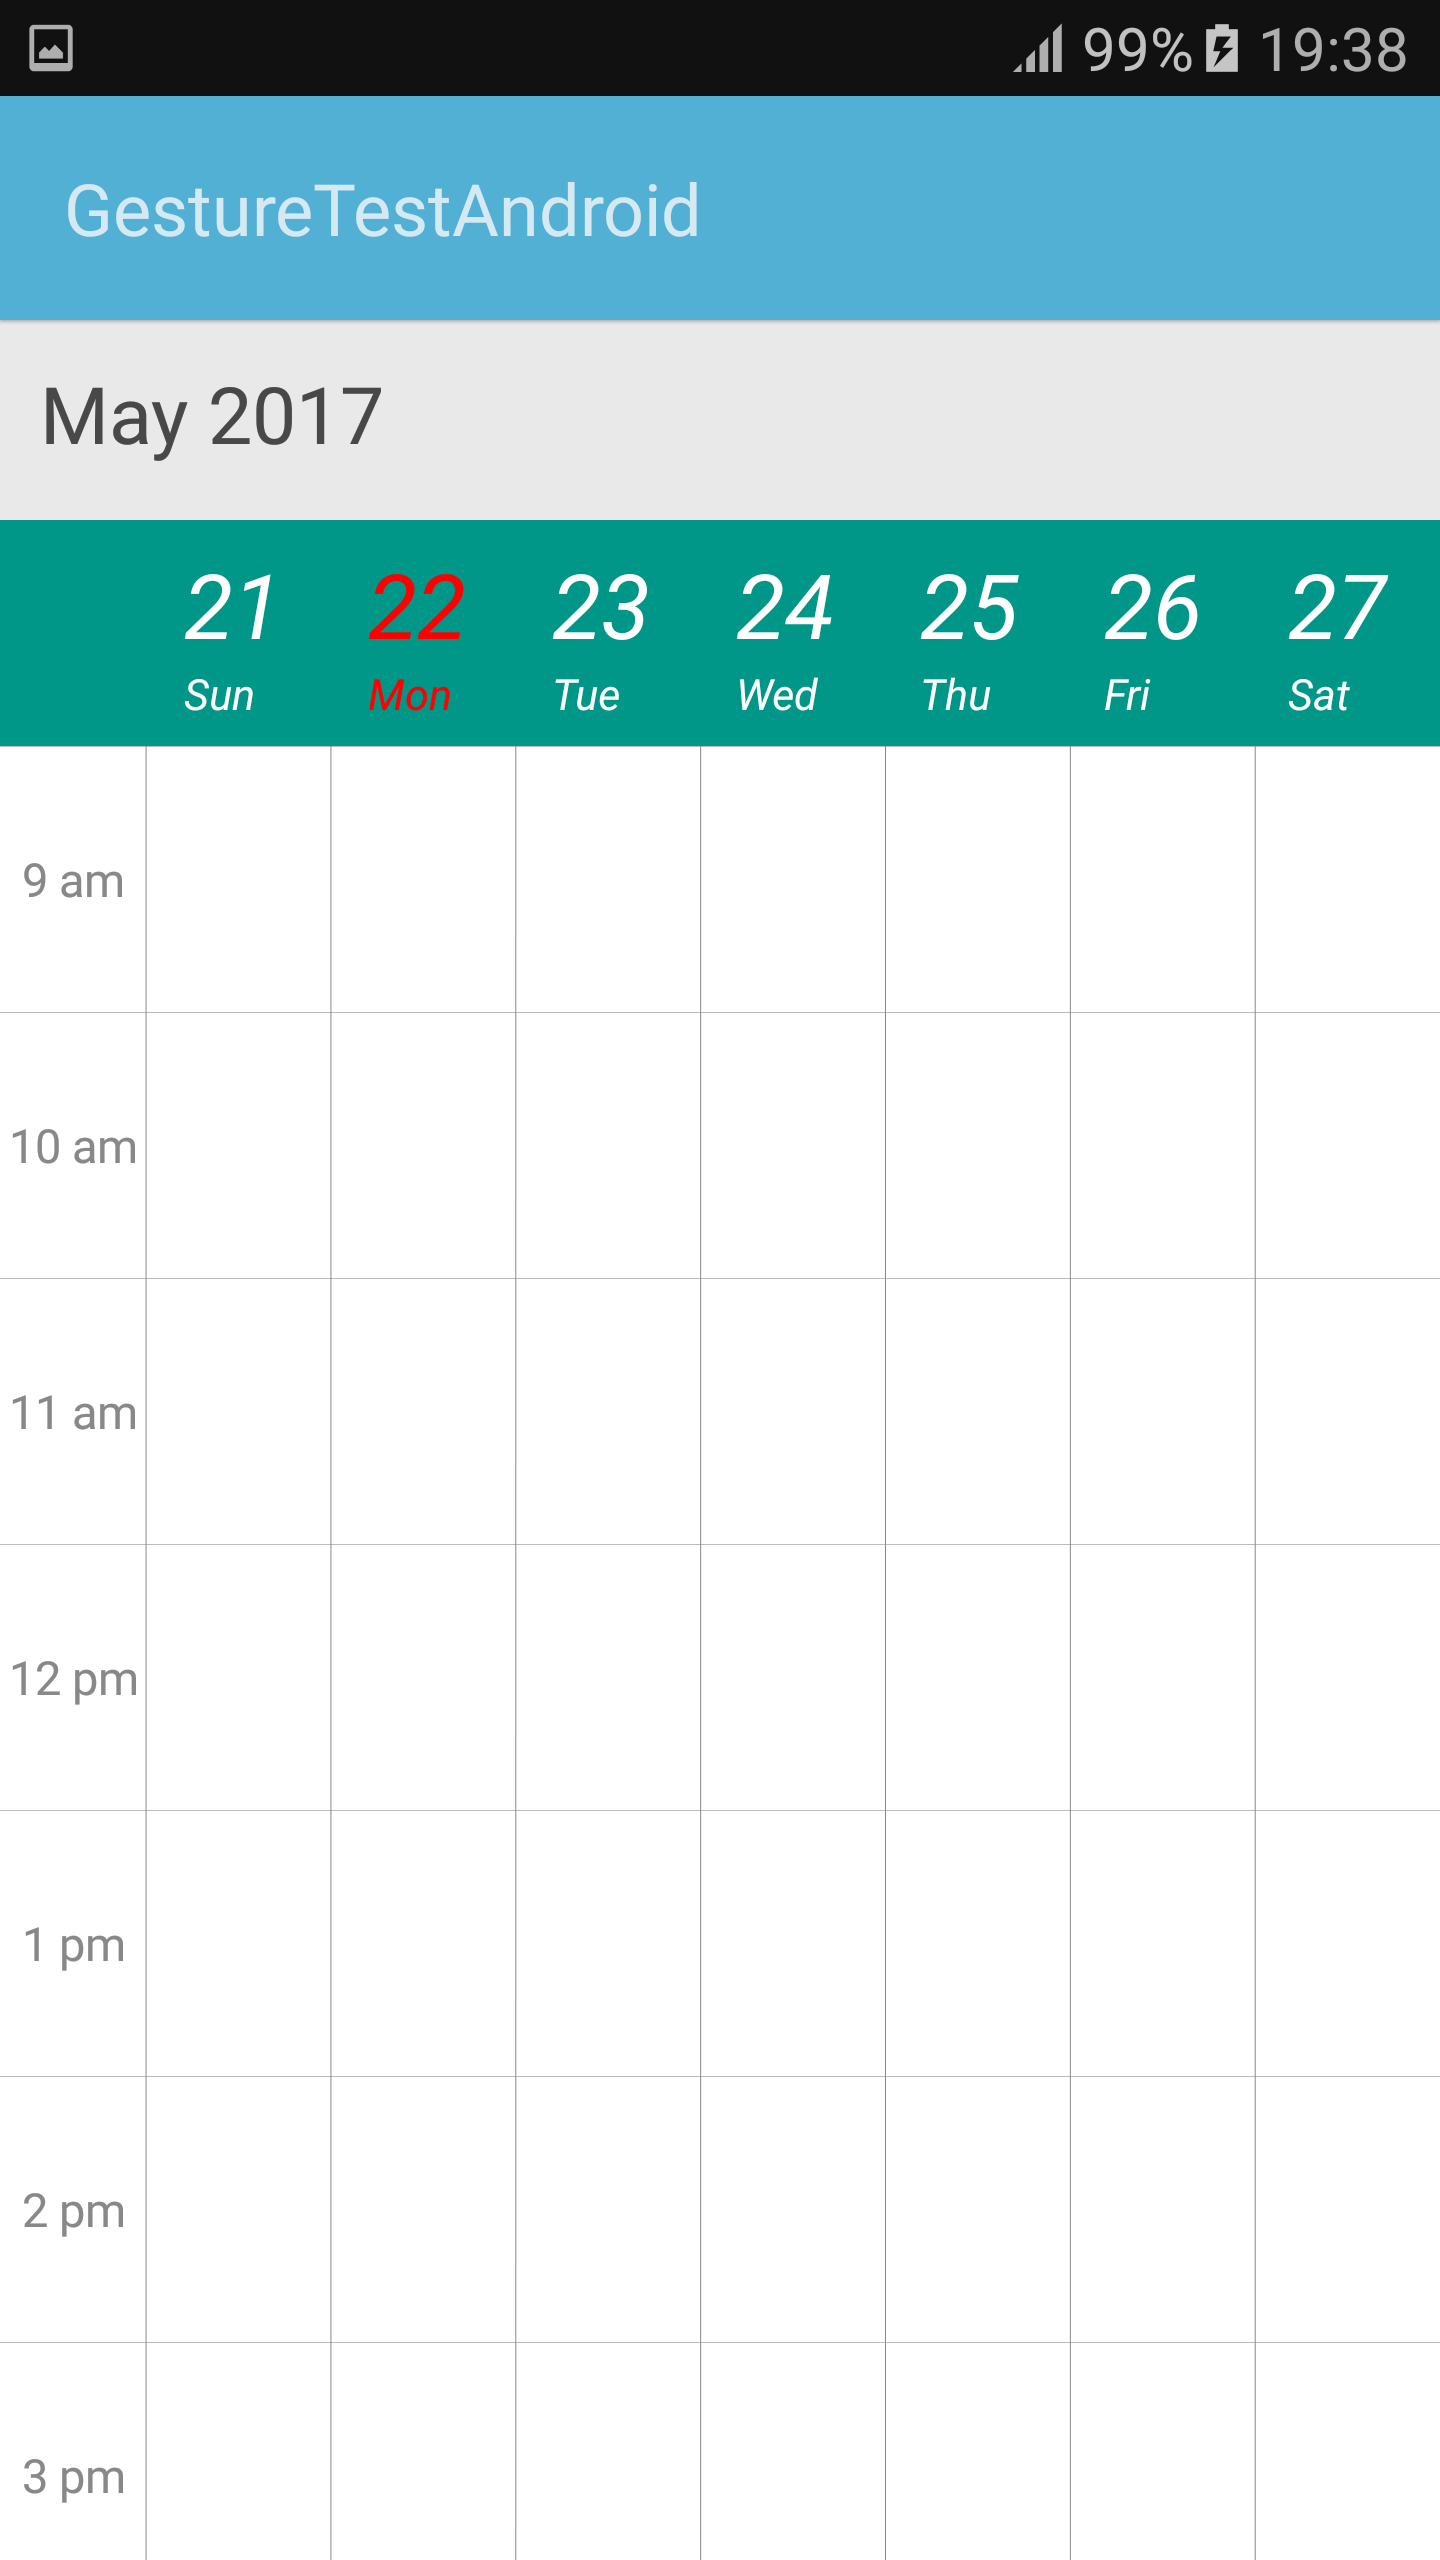 99% 19:38
GestureTestAndroid
May 2017
21 22 23 24 25 26 27
Sun Mon Tue Wed Thu Fri Sat
9 am
10 am
11 am
12 pm
1 pm
2 pm
3 pm